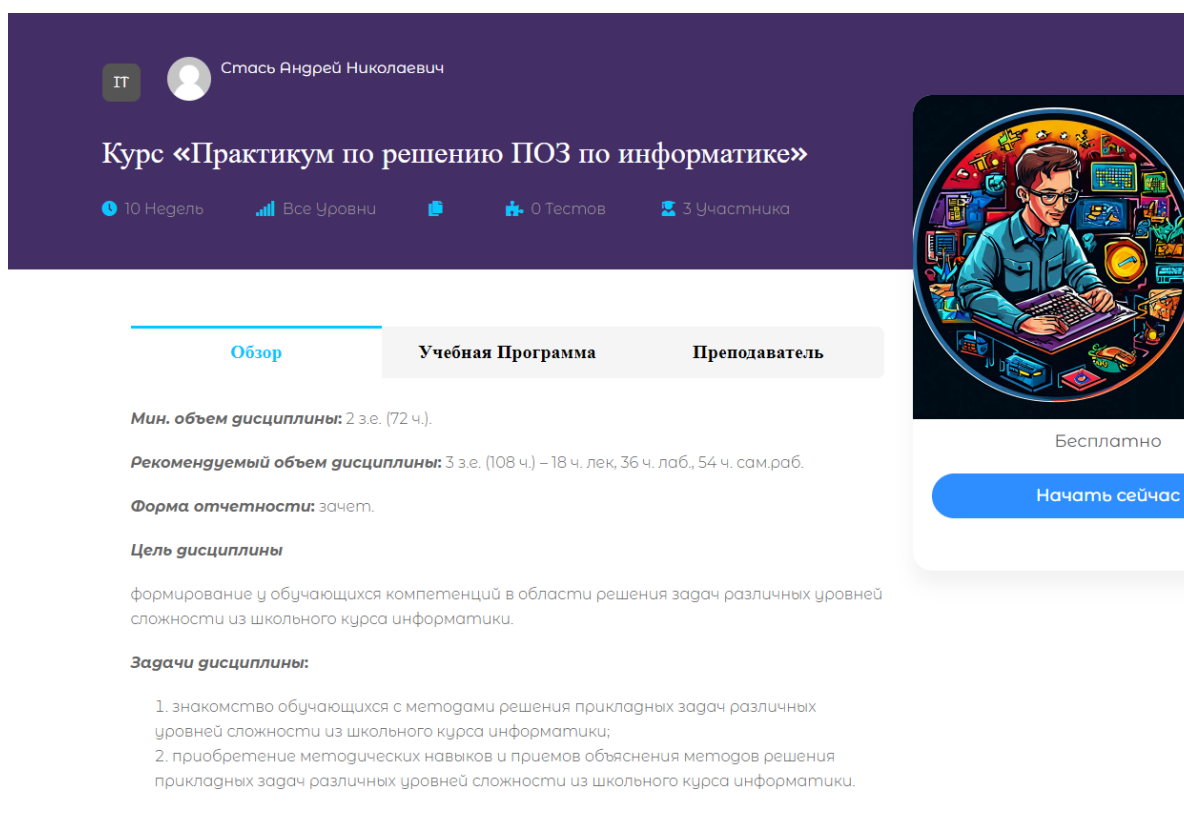 IT
Стась Андрей Николаевич
Курс «Практикум по решению ПОЗ по информатике»
10 Недель
Все Уровни
0 Тестов
3 Участника
Обзор
Учебная Программа
Преподаватель
Мин. объем дисциплины: 2 з.е. (72 ч.).
Рекомендуемый объем дисциплины: 3 з.е. (108 ч.) – 18 ч. лек, 36 ч. лаб., 54 ч. сам.раб.
Форма отчетности: зачет.
Цель дисциплины
формирование у обучающихся компетенций в области решения задач различных уровней
сложности из школьного курса информатики.
Задачи дисциплины:
1. знакомство обучающихся с методами решения прикладных задач различных
уровней сложности из школьного курса информатики;
2. приобретение методических навыков и приемов объяснения методов решения
прикладных задач различных уровней сложности из школьного курса информатики.
Бесплатно
Начать сейчас